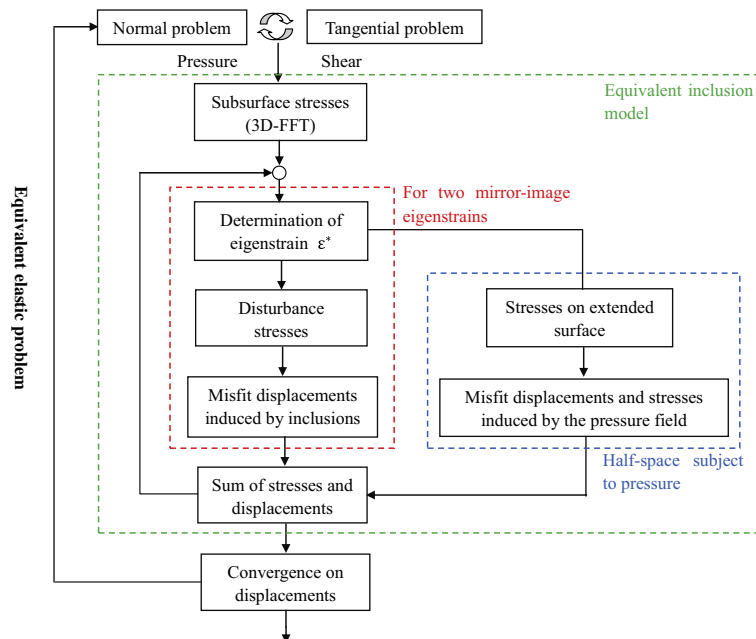 Normal problem
Tangential problem
Pressure
Shear
Equivalent inclusion
model
Subsurface stresses
(3D-FFT)
For two mirror-image
eigenstrains
Determination of
eigenstrain ε*
Equivalent elastic problem
Disturbance
stresses
Stresses on extended
surface
Misfit displacements
induced by inclusions
Misfit displacements and stresses
induced by the pressure field
Half-space subject
to pressure
Sum of stresses and
displacements
Convergence on
displacements